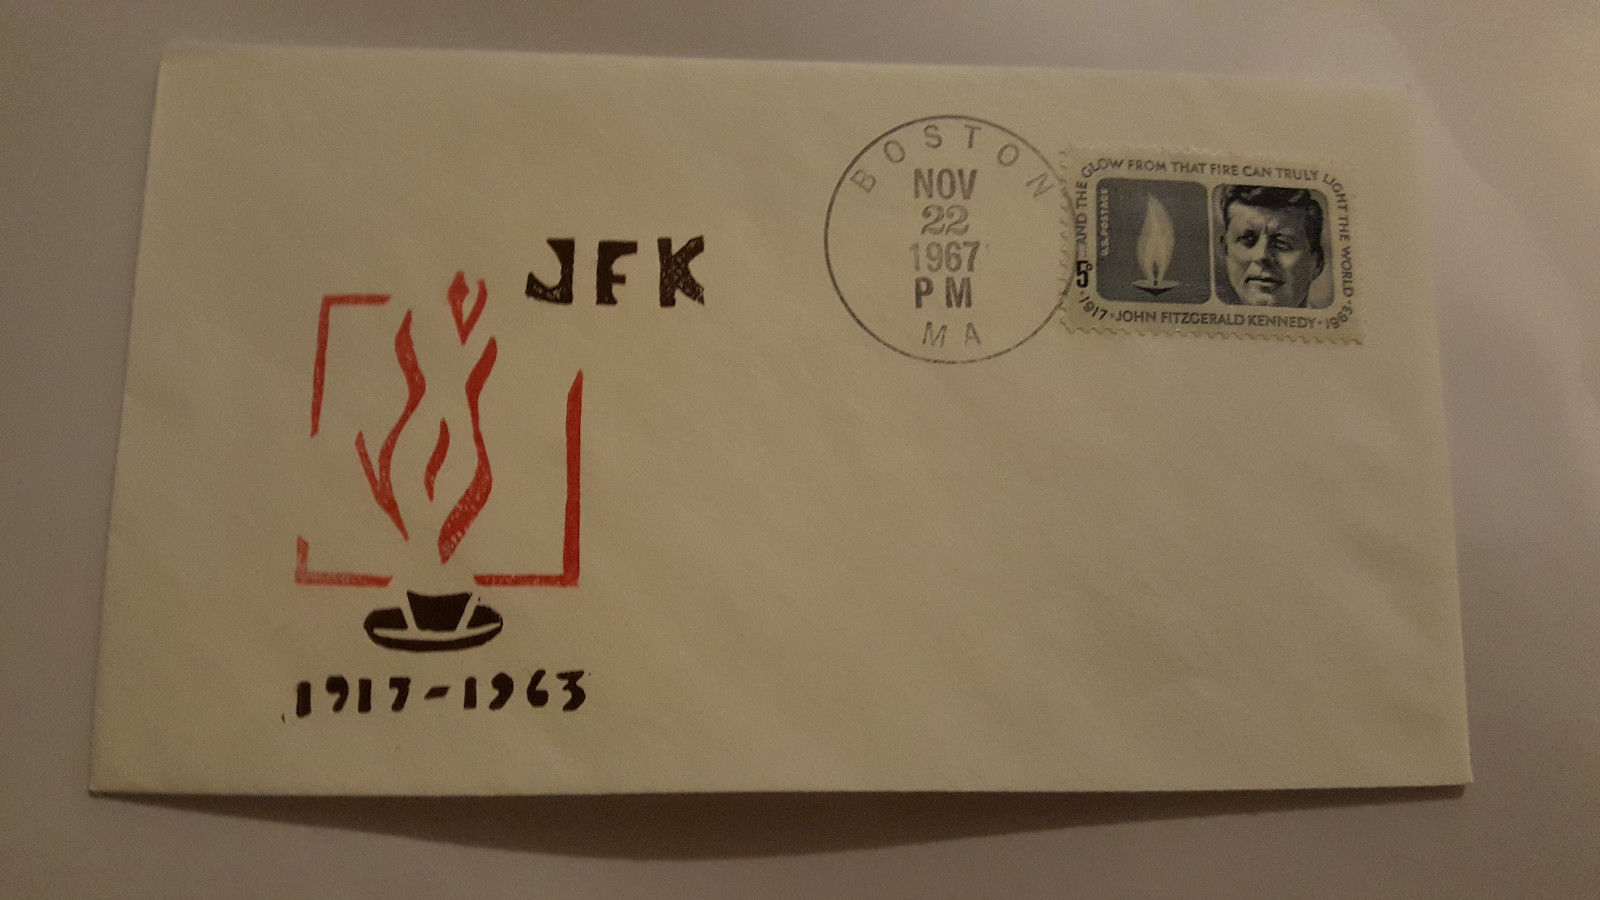 JFK
1917-1963
BOSTON
NOV
22
1967
PM
MA
...AND THE GLOW FROM THAT FIRE CAN TRULY LIGHT THE WORLD
U.S. POSTAGE
5¢
·1917·JOHN FITZGERALD KENNEDY·1963·